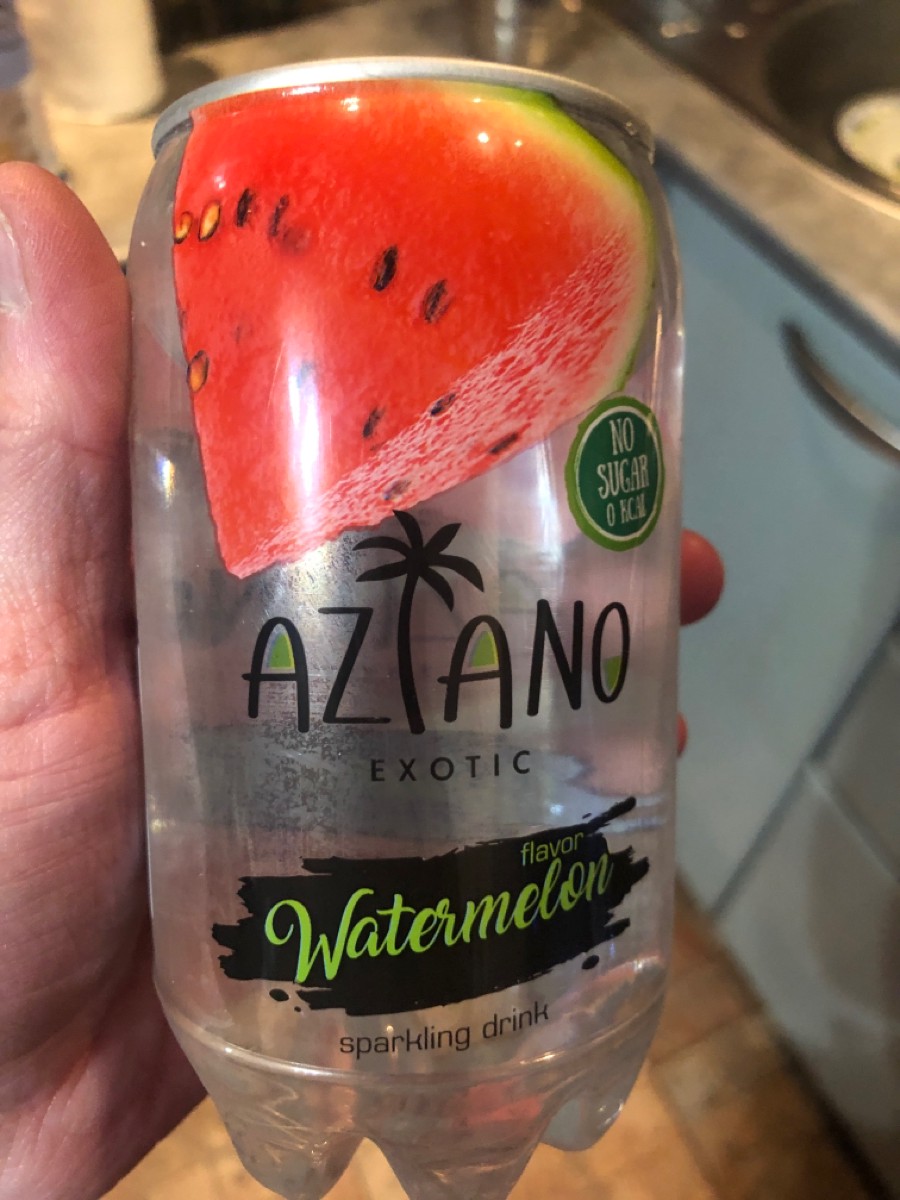 NO
SUGAR
0 KCAL
AZIANO
EXOTIC
flavor
Watermelon
sparkling drink